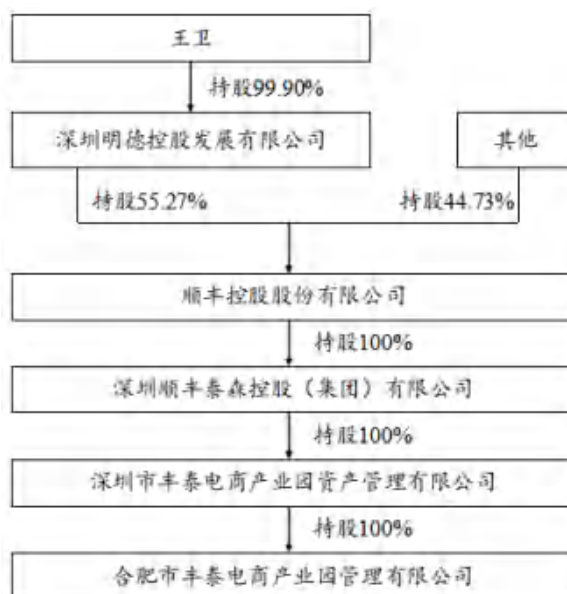 王卫
持股99.90%
深圳明德控股发展有限公司
其他
持股55.27%
持股44.73%
顺丰控股股份有限公司
持股100%
深圳顺丰泰森控股（集团）有限公司
持股100%
深圳市丰泰电商产业园资产管理有限公司
持股100%
合肥市丰泰电商产业园管理有限公司